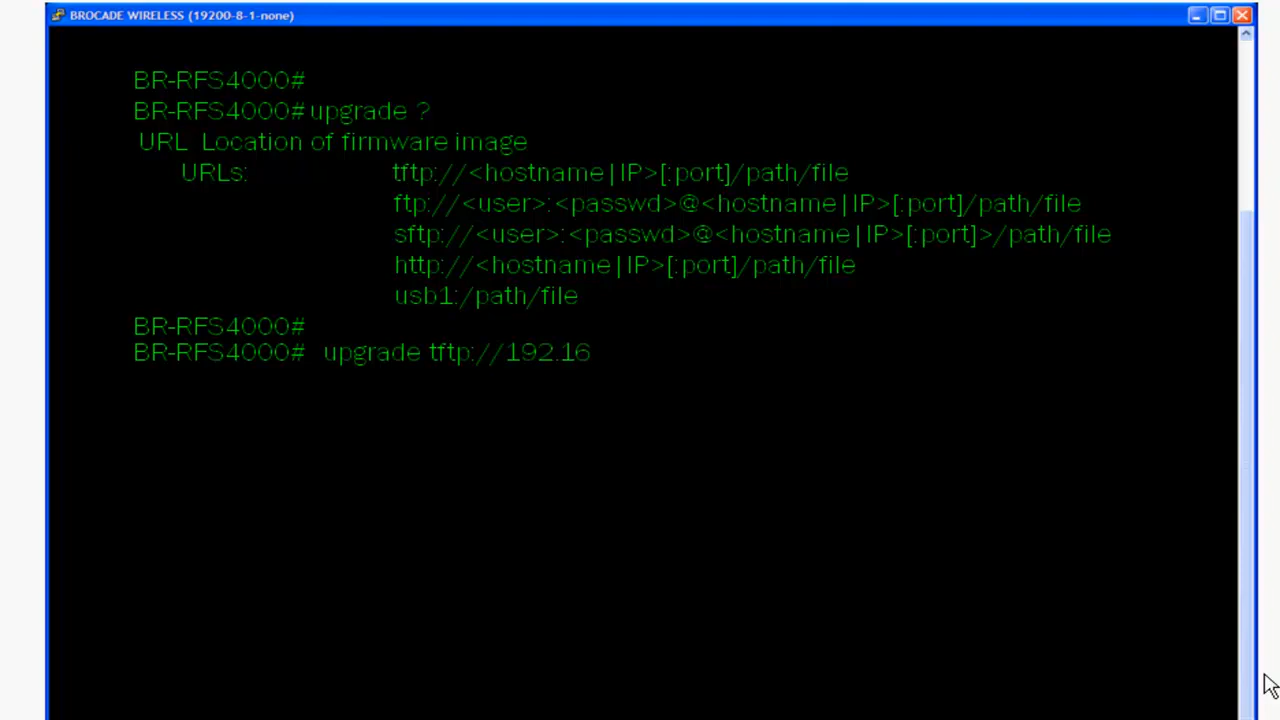 BROCADE WIRELESS (19200-8-1-none)
BR-RFS4000#
BR-RFS4000# upgrade ?
URL Location of firmware image
URLs: tftp://<hostname|IP>[:port]/path/file
ftp://<user>:<passwd>@<hostname|IP>[:port]/path/file
sftp://<user>:<passwd>@<hostname|IP>[:port]>/path/file
http://<hostname|IP>[:port]/path/file
usb1:/path/file
BR-RFS4000#
BR-RFS4000# upgrade tftp://192.16